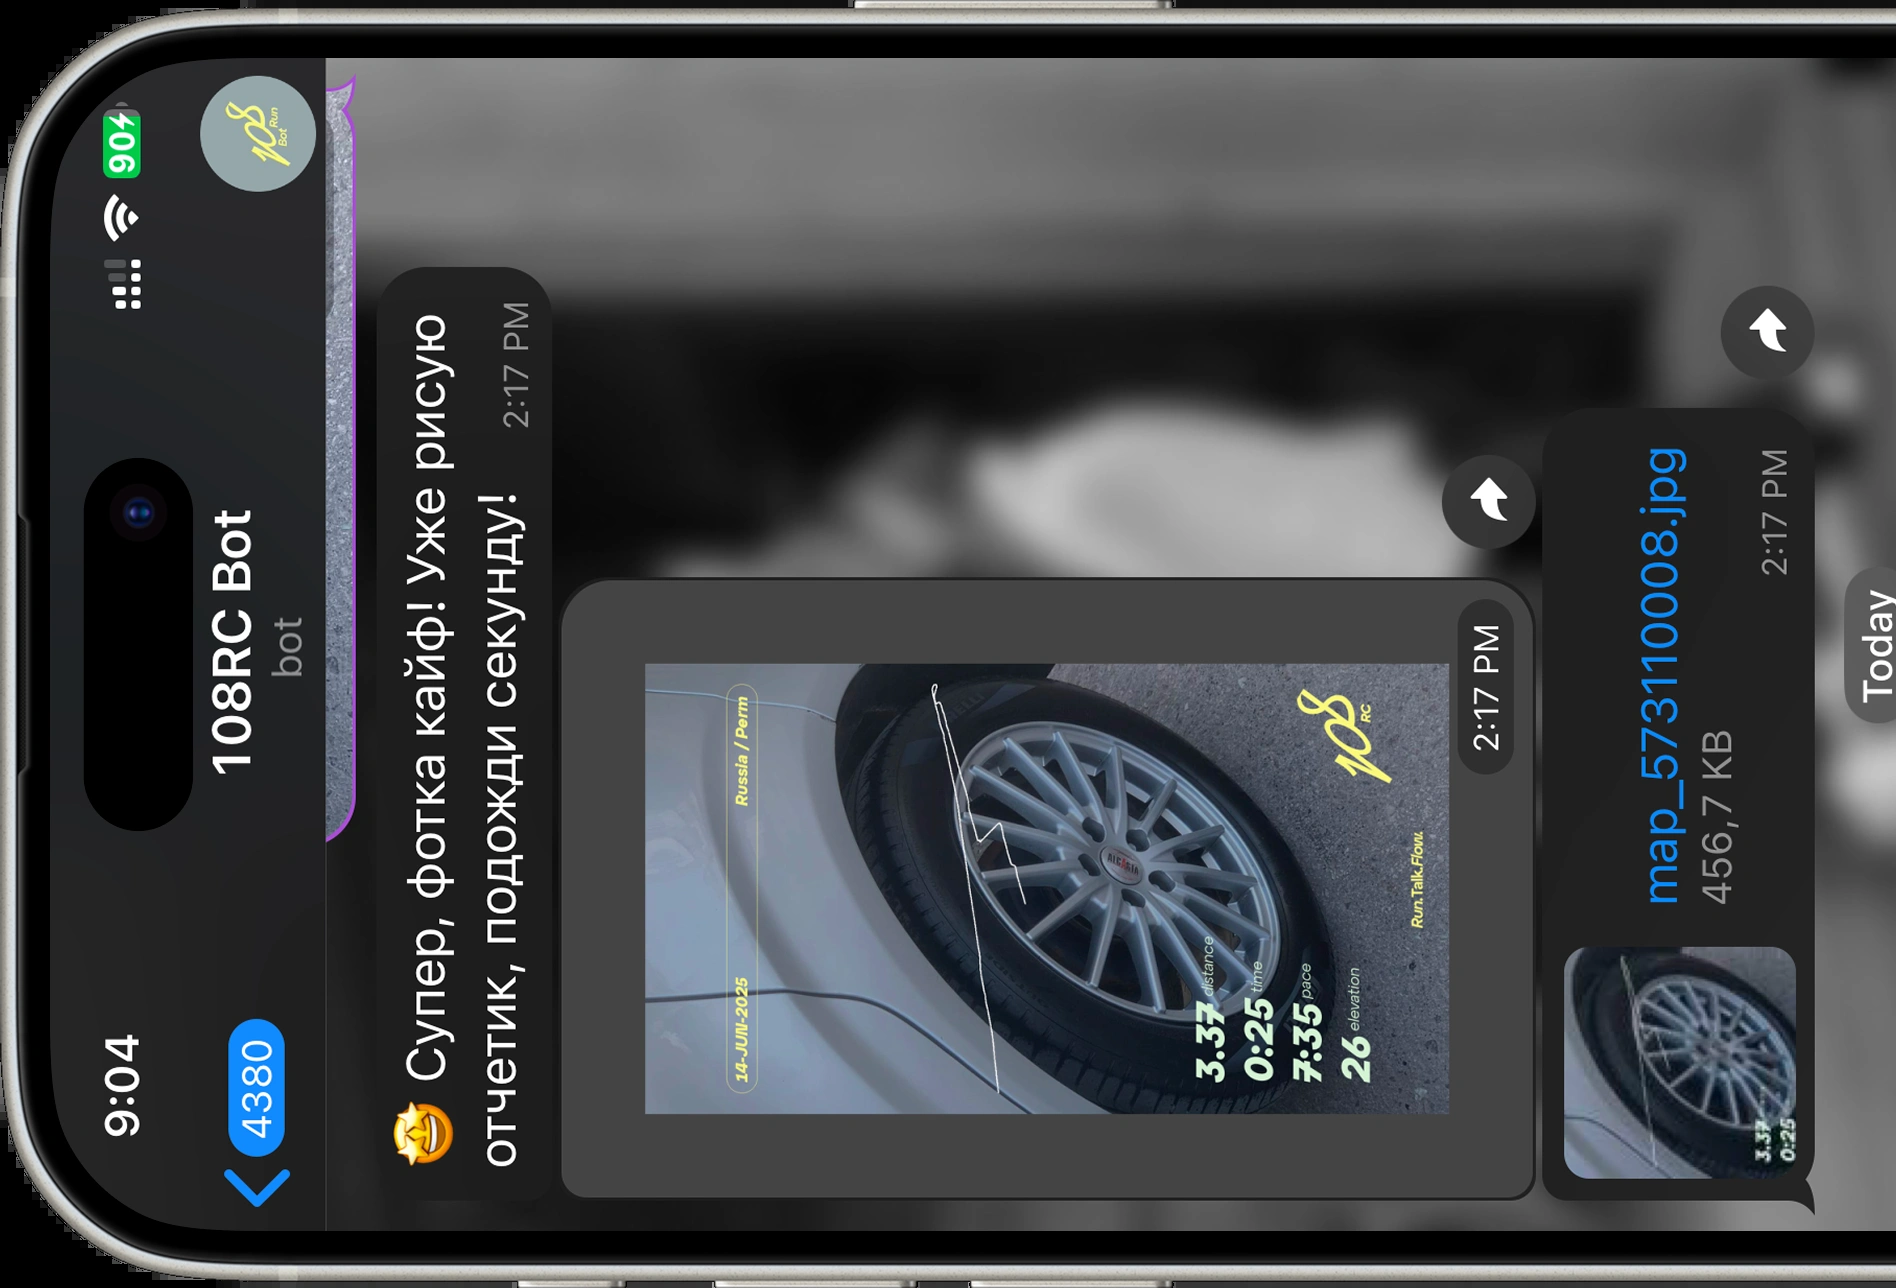 9:04
90
4380
108RC Bot
bot
108
Run
Bot
🤩 Супер, фотка кайф! Уже рисую
отчетик, подожди секунду!
2:17 PM
14-JUN-2025
Russia / Perm
3.37 distance
0:25 time
7:35 pace
26 elevation
Run.Talk.Flow.
108
RC
2:17 PM
3.37
0:25
map_573110008.jpg
456,7 KB
2:17 PM
Today